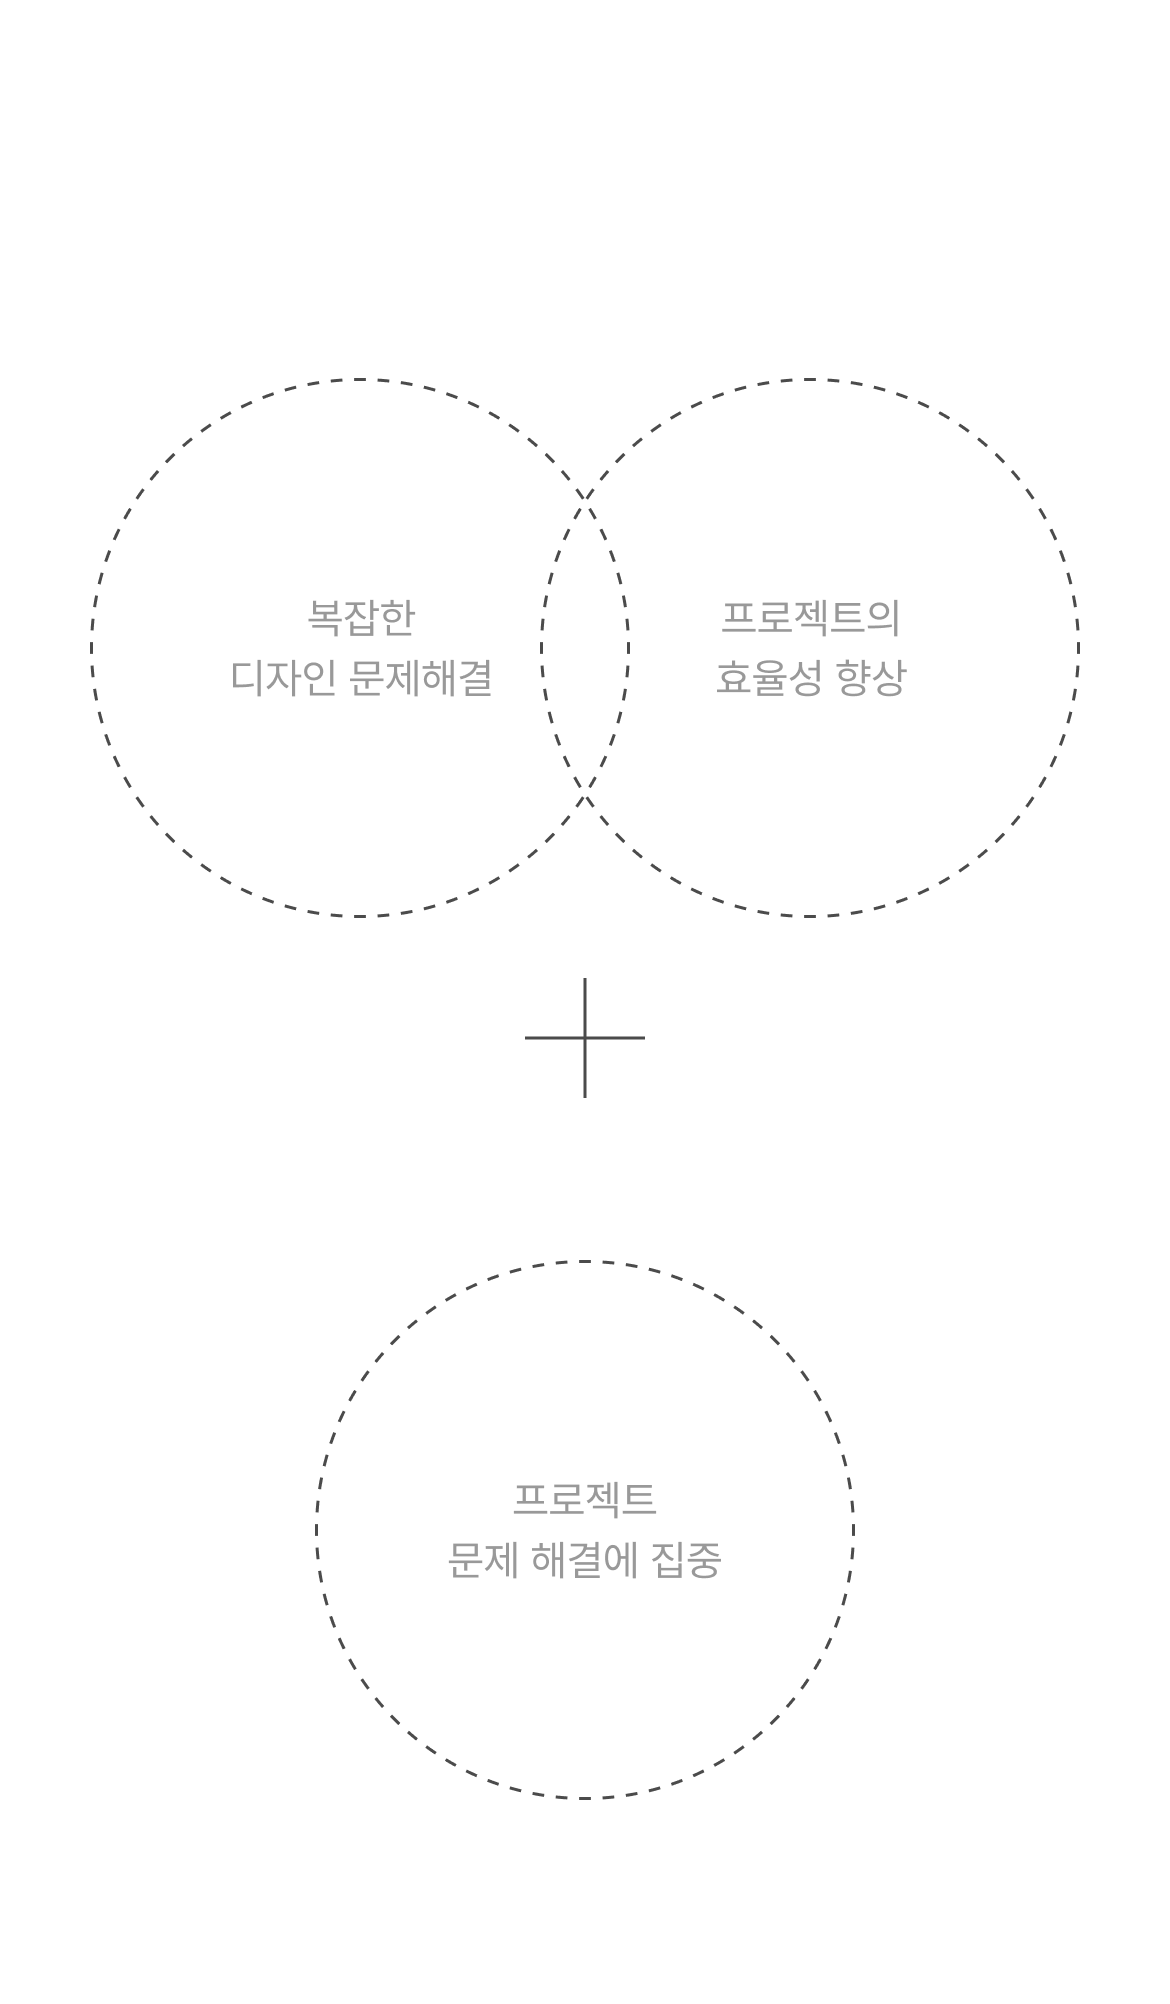 복잡한
디자인 문제해결
프로젝트의
효율성 향상
프로젝트
문제 해결에 집중